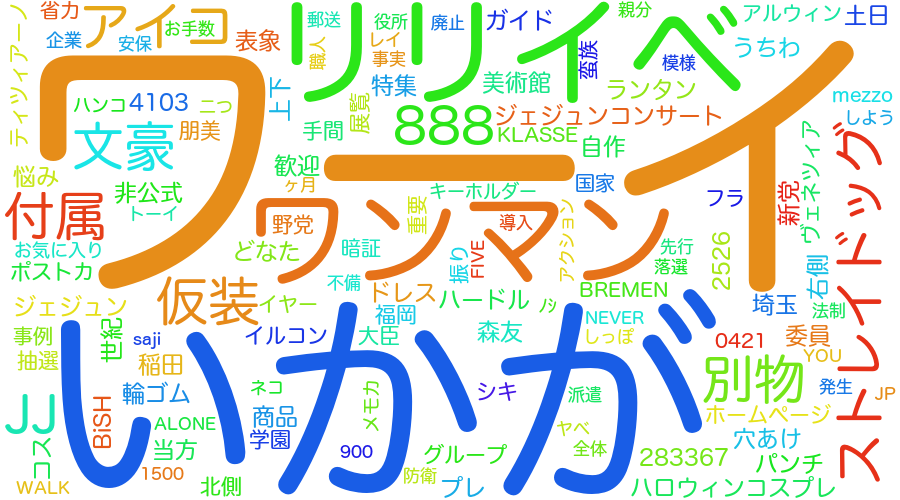 省力
アイコ
お手数
リリイベ
郵送
役所
廃止
ガイド
親分
アルウィン
土日
企業
安保
表象
職人
レイ
事実
蛮族
模様
うちわ
ティツィアーノ
ワーイ
上下
特集
美術館
ランタン
mezzo
しよう
ハンコ
4103
ニっ
展覧
888
ジェジュンコンサート
文豪
朋美
手間
KLASSE
自作
ヴェネツィア
ストレイドッグ
悩み
歓迎
非公式
ヶ月
キーホルダー
国家
フラ
新党
付属
トーイ
ワンマン
野党
重要
導入
アクション
お気に入り
どなた
暗証
振り
FIVE
先行
2526
ポストカ
不備
落選
右側
ジェジュン
仮装
イヤー
ドレス
ハードル
BREMEN
埼玉
法制
福岡
NEVER
事例
世紀
saji
イルコン
大臣
森友
しっぽ
0421
委員
抽選
稲田
いかが
別物
YOU
輪ゴム
ネコ
メモカ
シキ
派遣
発生
JP
JJ
BiSH
ALONE
商品
ホームページ
コス
当方
学園
900
グループ
ヤベ
全体
穴あけ
283367
パンチ
WALK
1500
北側
防衛
プレ
ハロウィンコスプレ